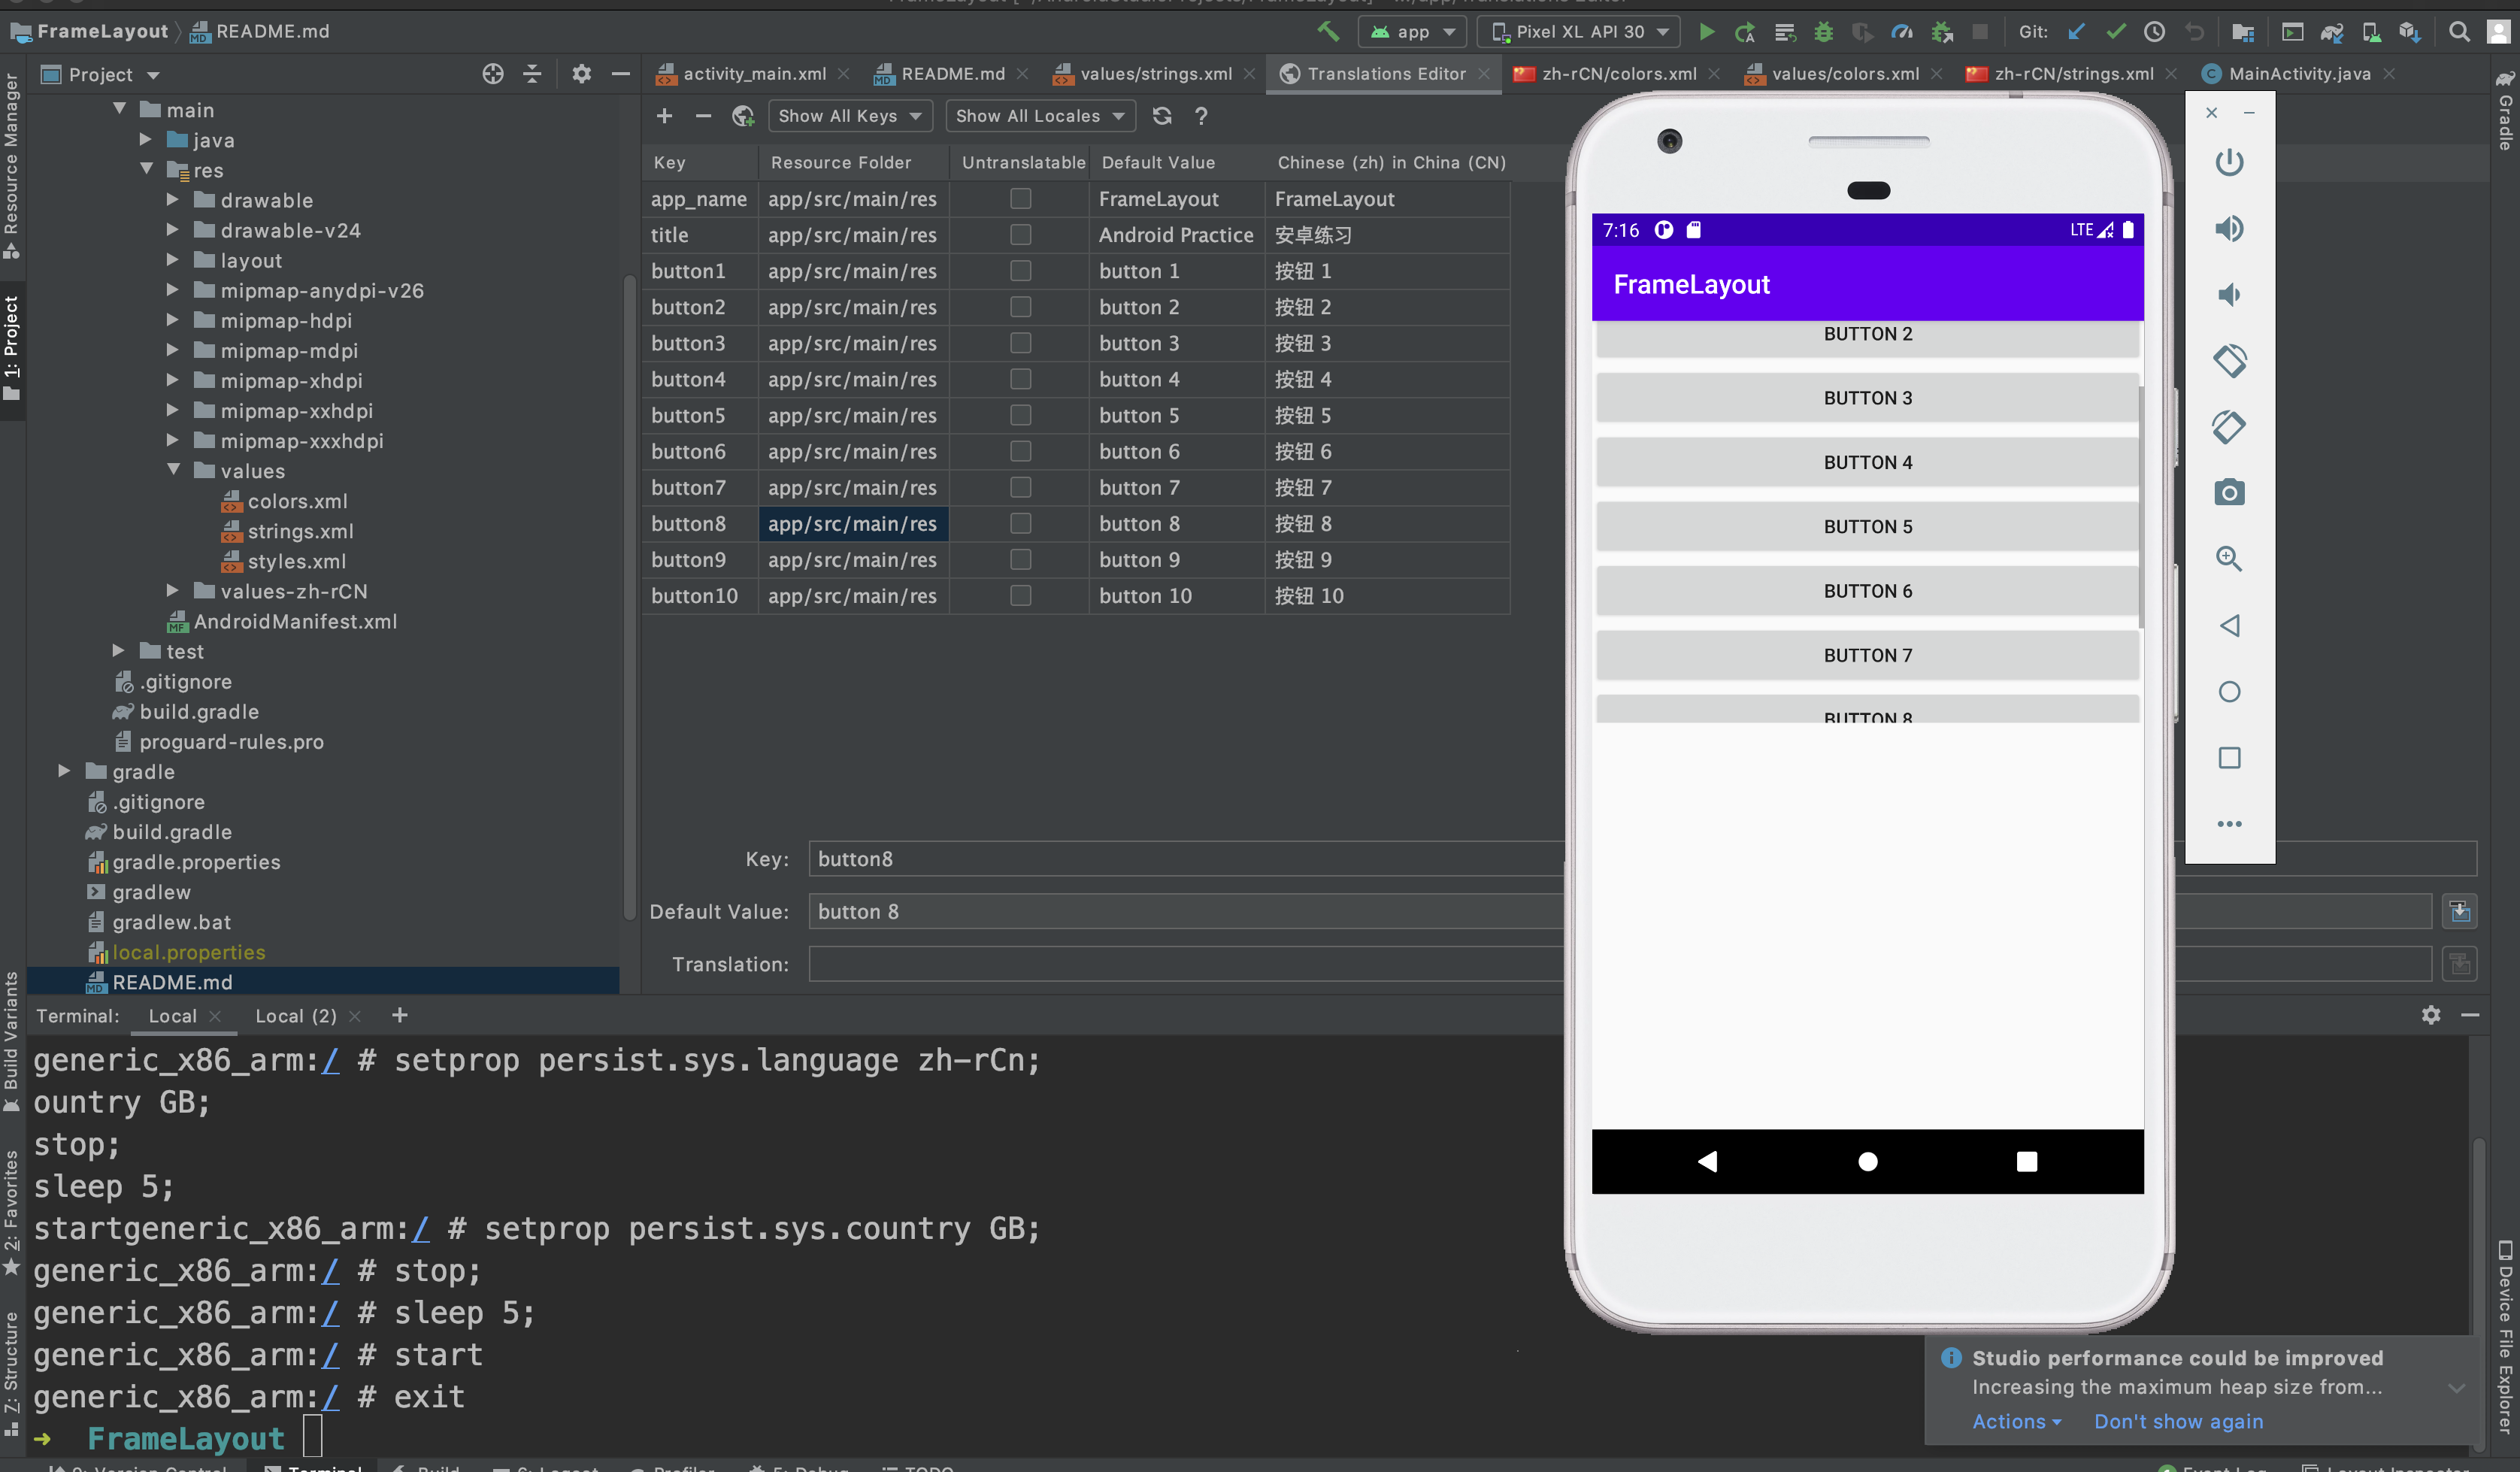 FrameLayout README.md
app Pixel XL API 30 Git:
Project
activity_main.xml README.md values/strings.xml Translations Editor zh-rCN/colors.xml values/colors.xml zh-rCN/strings.xml MainActivity.java
Resource Manager
1: Project
Build Variants
2: Favorites
Z: Structure
main
java
res
drawable
drawable-v24
layout
mipmap-anydpi-v26
mipmap-hdpi
mipmap-mdpi
mipmap-xhdpi
mipmap-xxhdpi
mipmap-xxxhdpi
values
colors.xml
strings.xml
styles.xml
values-zh-rCN
AndroidManifest.xml
test
.gitignore
build.gradle
proguard-rules.pro
gradle
.gitignore
build.gradle
gradle.properties
gradlew
gradlew.bat
local.properties
README.md
Show All Keys Show All Locales ?
Key Resource Folder Untranslatable Default Value Chinese (zh) in China (CN)
app_name app/src/main/res FrameLayout FrameLayout
title app/src/main/res Android Practice 安卓练习
button1 app/src/main/res button 1 按钮 1
button2 app/src/main/res button 2 按钮 2
button3 app/src/main/res button 3 按钮 3
button4 app/src/main/res button 4 按钮 4
button5 app/src/main/res button 5 按钮 5
button6 app/src/main/res button 6 按钮 6
button7 app/src/main/res button 7 按钮 7
button8 app/src/main/res button 8 按钮 8
button9 app/src/main/res button 9 按钮 9
button10 app/src/main/res button 10 按钮 10
Key: button8
Default Value: button 8
Translation:
7:16 LTE
FrameLayout
BUTTON 2
BUTTON 3
BUTTON 4
BUTTON 5
BUTTON 6
BUTTON 7
BUTTON 8
Gradle
Device File Explorer
Terminal: Local Local (2) +
generic_x86_arm:/ # setprop persist.sys.language zh-rCn;
ountry GB;
stop;
sleep 5;
startgeneric_x86_arm:/ # setprop persist.sys.country GB;
generic_x86_arm:/ # stop;
generic_x86_arm:/ # sleep 5;
generic_x86_arm:/ # start
generic_x86_arm:/ # exit
➜ FrameLayout
Studio performance could be improved
Increasing the maximum heap size from...
Actions Don't show again
9: Version Control Terminal Build 6: Logcat Profiler 5: Debug TODO Event Log Layout Inspector